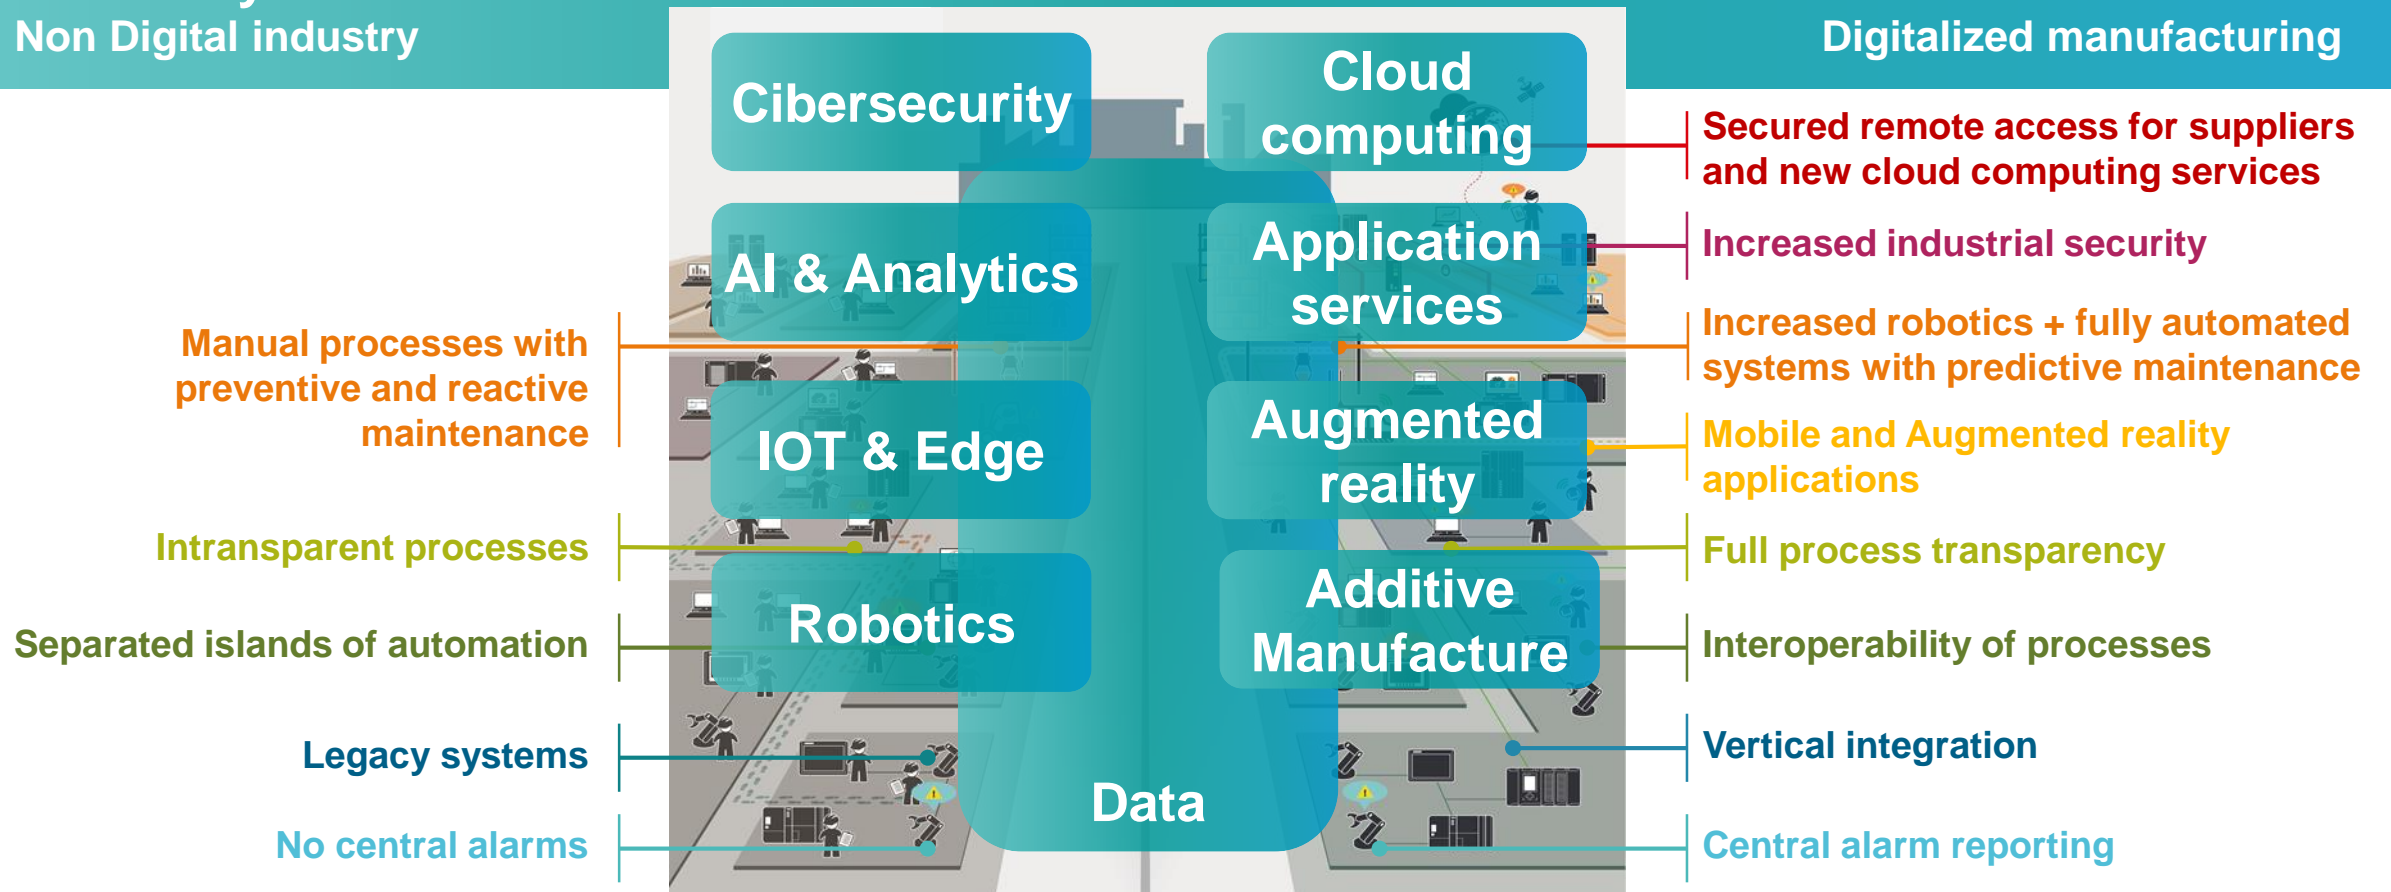 Non Digital industry
Digitalized manufacturing
Cibersecurity
Cloud
computing
AI & Analytics
Application
services
IOT & Edge
Augmented
reality
Robotics
Additive
Manufacture
Data
Manual processes with
preventive and reactive
maintenance
Intransparent processes
Separated islands of automation
Legacy systems
No central alarms
Secured remote access for suppliers
and new cloud computing services
Increased industrial security
Increased robotics + fully automated
systems with predictive maintenance
Mobile and Augmented reality
applications
Full process transparency
Interoperability of processes
Vertical integration
Central alarm reporting